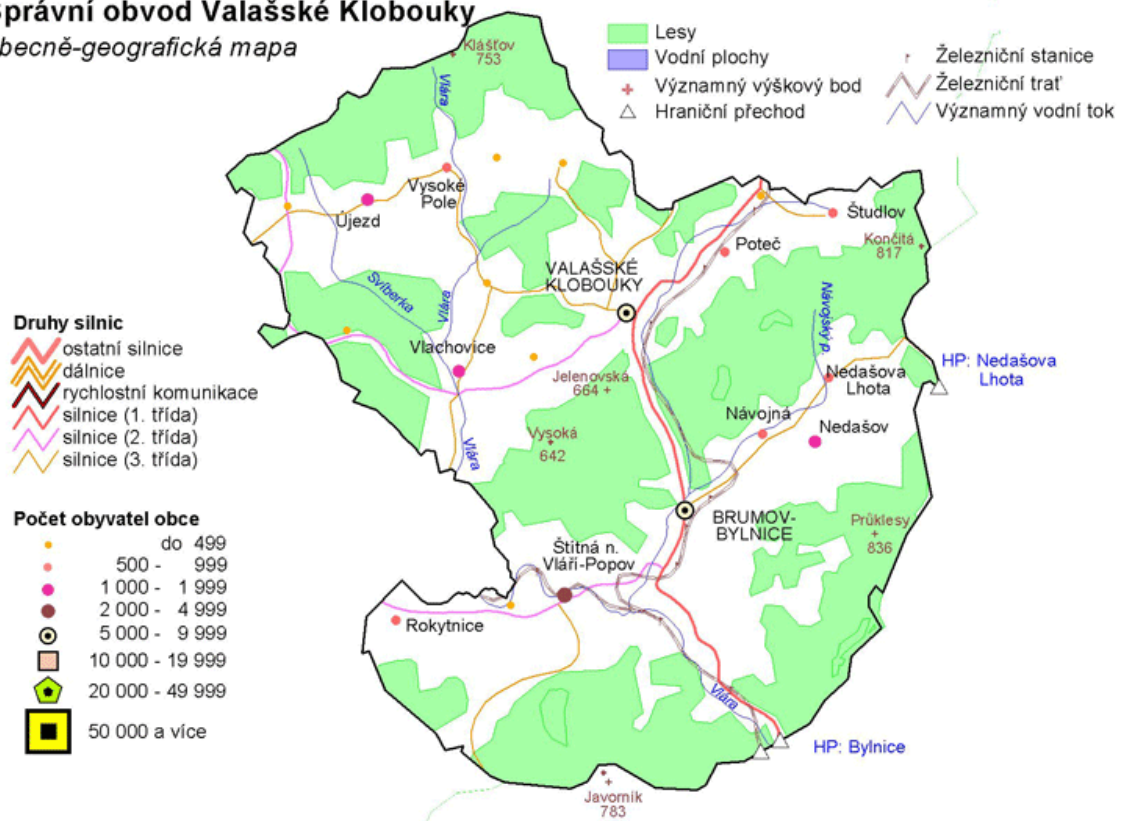 Správní obvod Valašské Klobouky
becně-geografická mapa
Lesy
Vodní plochy
Významný výškový bod
Hraniční přechod
Železniční stanice
Železniční trať
Významný vodní tok
Klášťov
753
Vlára
Vysoké
Pole
Újezd
Študlov
Poteč
Končitá
817
VALAŠSKÉ
KLOBOUKY
Sviberka
Vlára
Návojský p.
Vlachovice
Druhy silnic
ostatní silnice
dálnice
rychlostní komunikace
silnice (1. třída)
silnice (2. třída)
silnice (3. třída)
HP: Nedašova
Lhota
Nedašova
Lhota
Jelenovská
664
Návojná
Nedašov
Vysoká
642
Vlára
Počet obyvatel obce
do 499
500 - 999
1 000 - 1 999
2 000 - 4 999
5 000 - 9 999
10 000 - 19 999
20 000 - 49 999
50 000 a více
BRUMOV-
BYLNICE
Průklesy
836
Štítná n.
Vláří-Popov
Rokytnice
Vlára
HP: Bylnice
Javorník
783